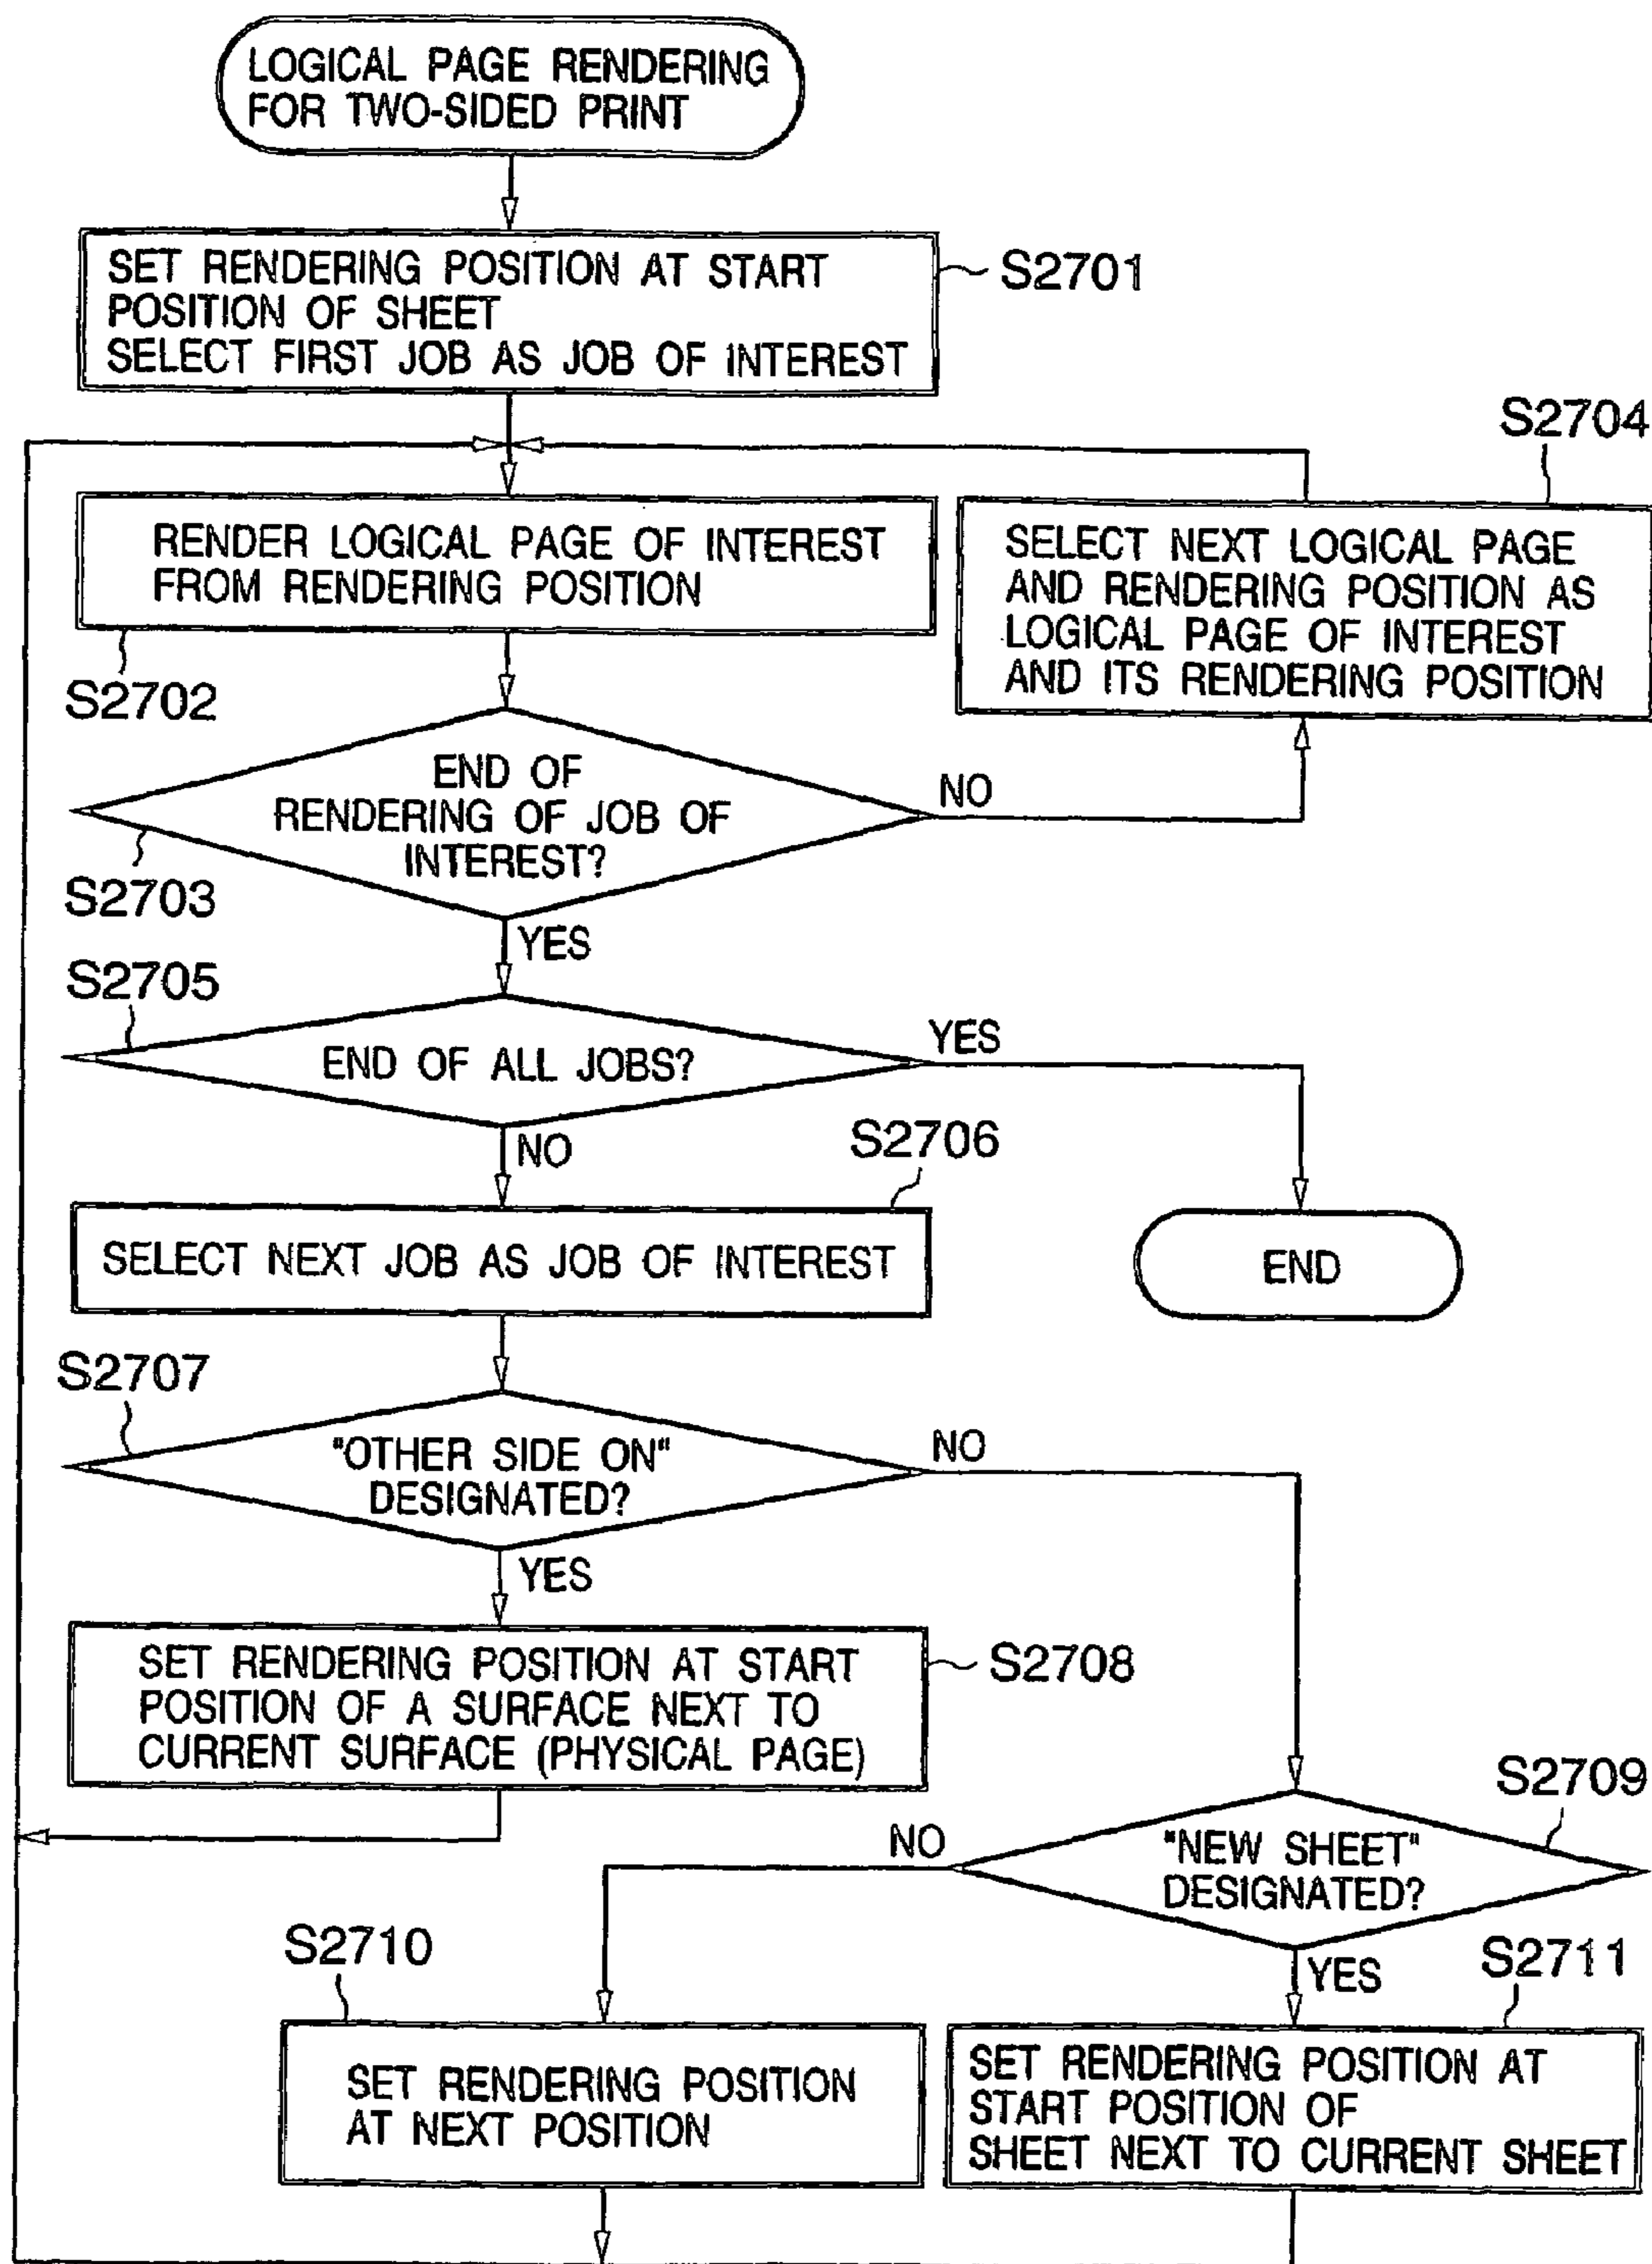 LOGICAL PAGE RENDERING
FOR TWO-SIDED PRINT
SET RENDERING POSITION AT START
POSITION OF SHEET
SELECT FIRST JOB AS JOB OF INTEREST
S2701
S2704
RENDER LOGICAL PAGE OF INTEREST
FROM RENDERING POSITION
S2702
SELECT NEXT LOGICAL PAGE
AND RENDERING POSITION AS
LOGICAL PAGE OF INTEREST
AND ITS RENDERING POSITION
END OF
RENDERING OF JOB OF
INTEREST?
NO
S2703
YES
S2705
END OF ALL JOBS?
YES
NO
S2706
SELECT NEXT JOB AS JOB OF INTEREST
END
S2707
"OTHER SIDE ON"
DESIGNATED?
NO
YES
SET RENDERING POSITION AT START
POSITION OF A SURFACE NEXT TO
CURRENT SURFACE (PHYSICAL PAGE)
S2708
S2709
"NEW SHEET"
DESIGNATED?
NO
YES
S2710
S2711
SET RENDERING POSITION
AT NEXT POSITION
SET RENDERING POSITION AT
START POSITION OF
SHEET NEXT TO CURRENT SHEET